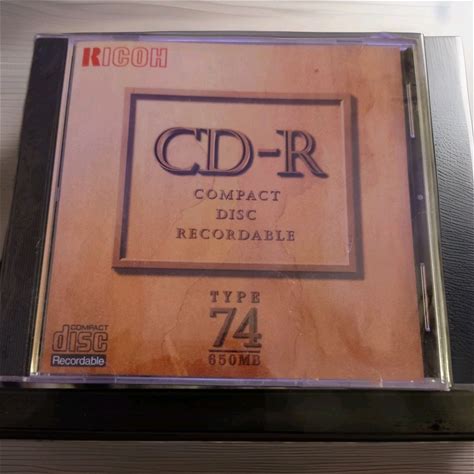 RICOH
CD-R
COMPACT
DISC
RECORDABLE
TYPE
74
650MB
COMPACT
disc
Recordable